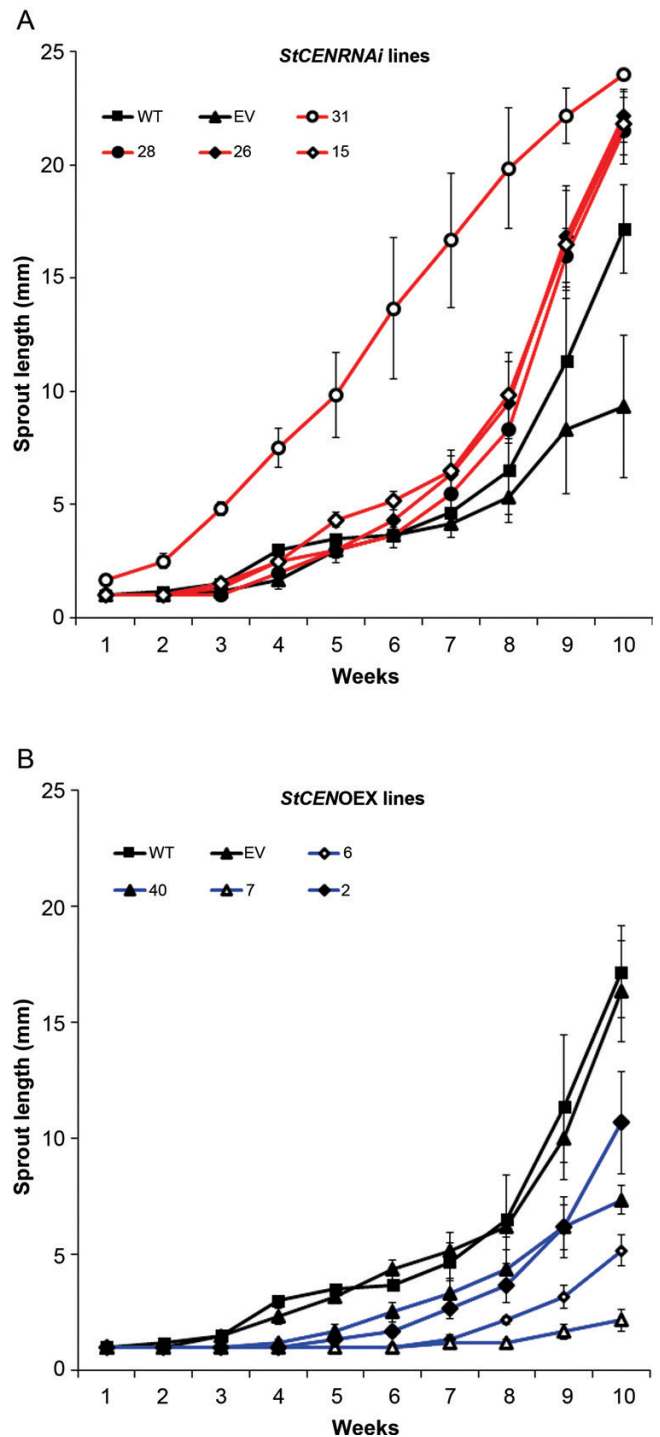 A
StCENRNAi lines
WT EV 31
28 26 15
25
20
15
10
5
0
Sprout length (mm)
1 2 3 4 5 6 7 8 9 10
Weeks
B
StCENOEX lines
WT EV 6
40 7 2
25
20
15
10
5
0
Sprout length (mm)
1 2 3 4 5 6 7 8 9 10
Weeks